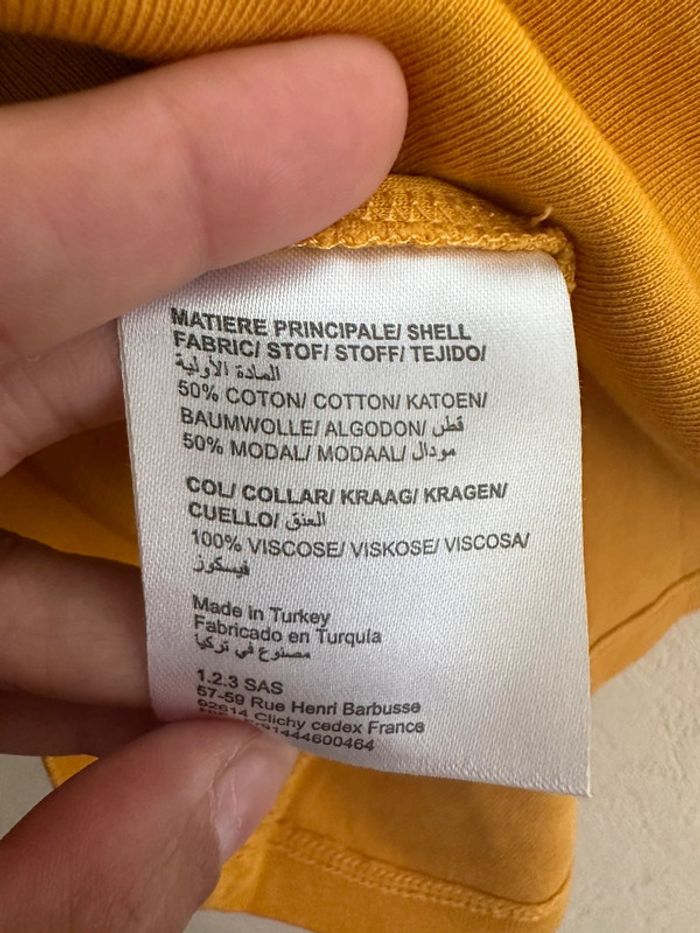 MATIERE PRINCIPALE/ SHELL
FABRIC/ STOF/ STOFF/ TEJIDO/
المادة الأولية
50% COTON/ COTTON/ KATOEN/
BAUMWOLLE/ ALGODON/ قطن
50% MODAL/ MODAAL/ مودال
COL/ COLLAR/ KRAAG/ KRAGEN/
CUELLO/ العنق
100% VISCOSE/ VISKOSE/ VISCOSA/
فيسكوز
Made in Turkey
Fabricado en Turquia
مصنوع في تركيا
1.2.3 SAS
57-59 Rue Henri Barbusse
92614 Clichy cedex France